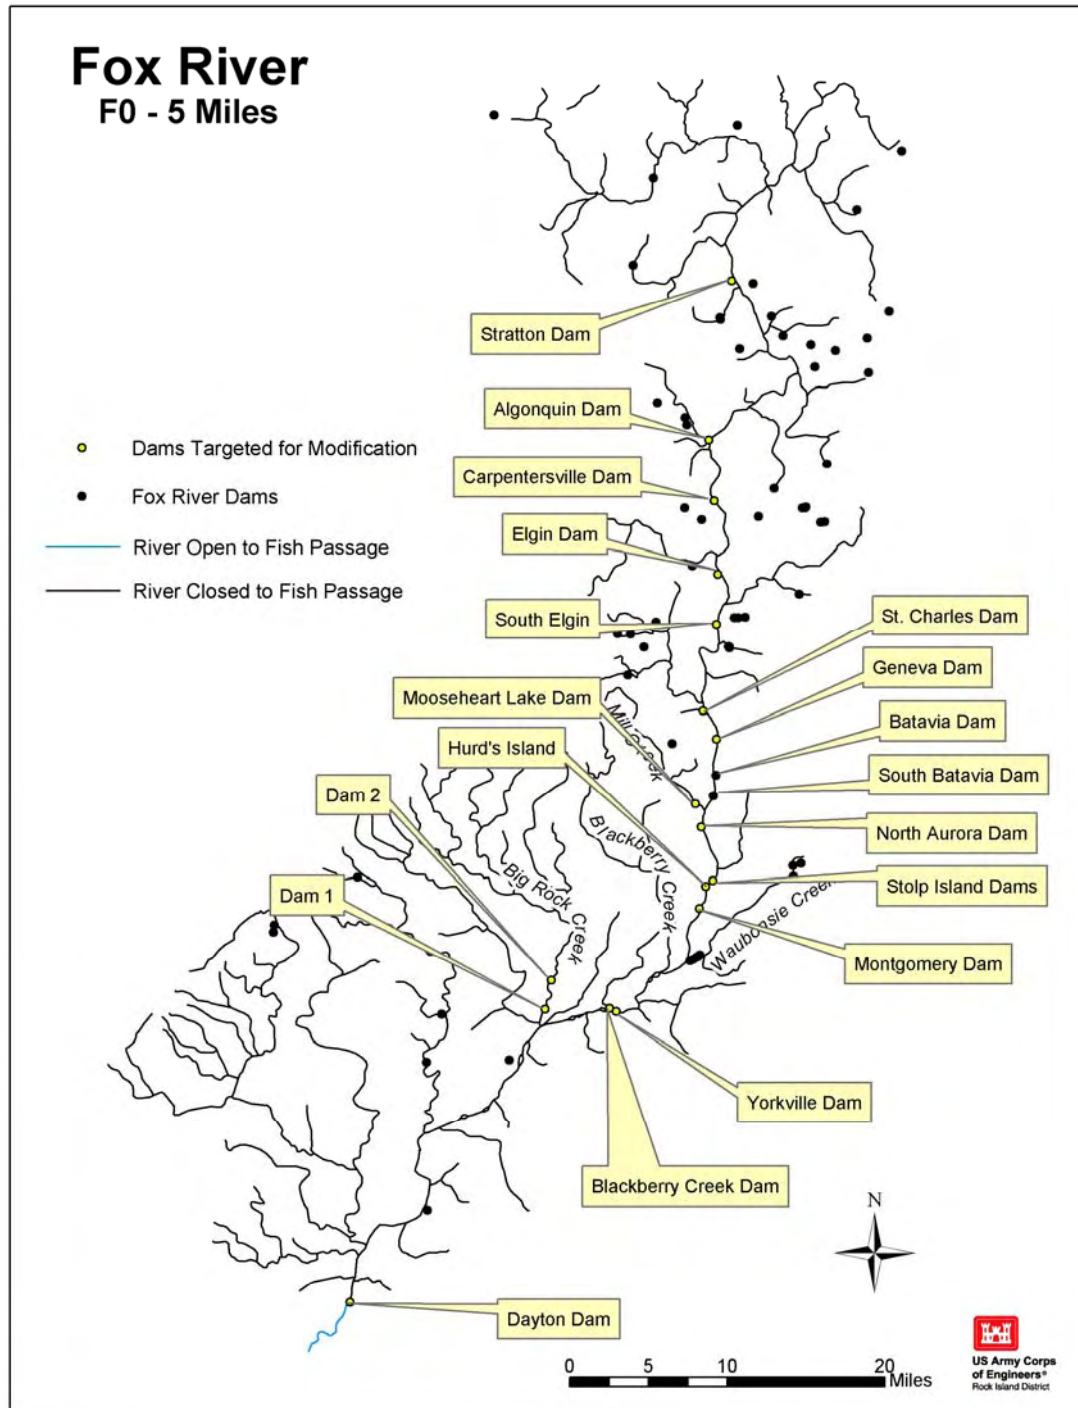 Fox River
F0 - 5 Miles
Stratton Dam
Algonquin Dam
Dams Targeted for Modification
Carpentersville Dam
Fox River Dams
Elgin Dam
River Open to Fish Passage
River Closed to Fish Passage
South Elgin
St. Charles Dam
Geneva Dam
Mooseheart Lake Dam
Mill Creek
Batavia Dam
Hurd's Island
South Batavia Dam
Dam 2
North Aurora Dam
Blackberry Creek
Big Rock Creek
Stolp Island Dams
Dam 1
Waubonsie Creek
Montgomery Dam
Yorkville Dam
Blackberry Creek Dam
N
Dayton Dam
0 5 10 20
Miles
US Army Corps
of Engineers®
Rock Island District